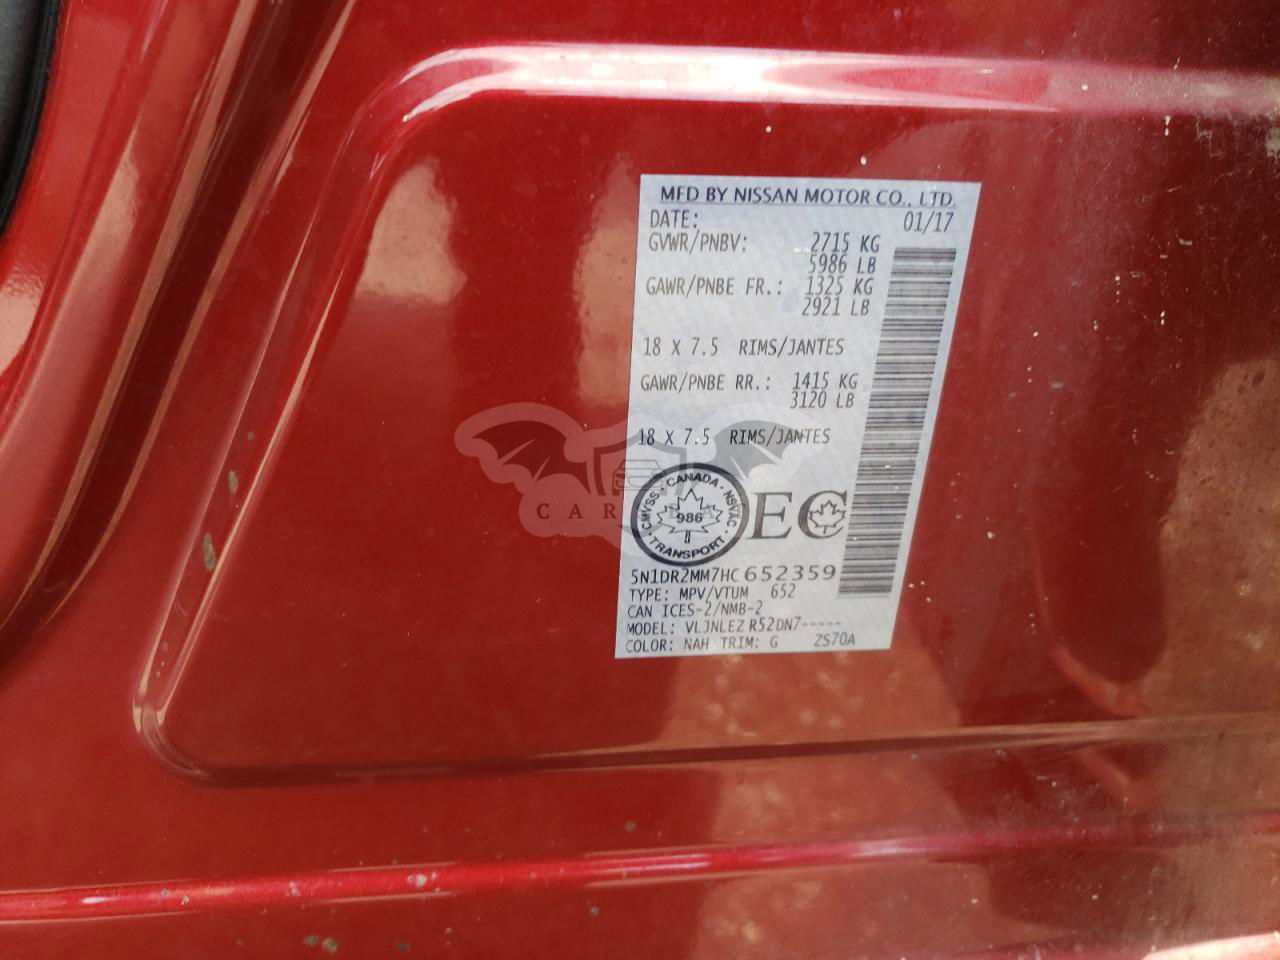 MFD BY NISSAN MOTOR CO., LTD.
DATE: 01/17
GVWR/PNBV: 2715 KG
5986 LB
GAWR/PNBE FR.: 1325 KG
2921 LB
18 X 7.5 RIMS/JANTES
GAWR/PNBE RR.: 1415 KG
3120 LB
18 X 7.5 RIMS/JANTES
CMVSS · CANADA · NSVAC
986
· TRANSPORT ·
EC
5N1DR2MM7HC652359
TYPE: MPV/VTUM 652
CAN ICES-2/NMB-2
MODEL: VLJNLEZ R52DN7-----
COLOR: NAH TRIM: G ZS70A